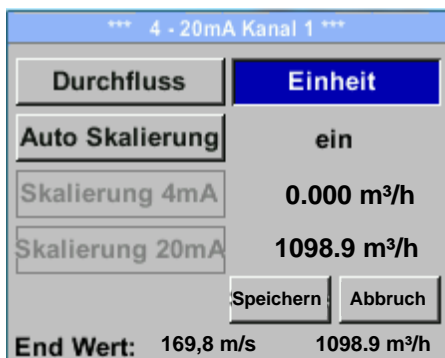 *** 4 - 20mA Kanal 1 ***
Durchfluss Einheit
Auto Skalierung ein
Skalierung 4mA 0.000 m³/h
Skalierung 20mA 1098.9 m³/h
Speichern Abbruch
End Wert: 169,8 m/s 1098.9 m³/h